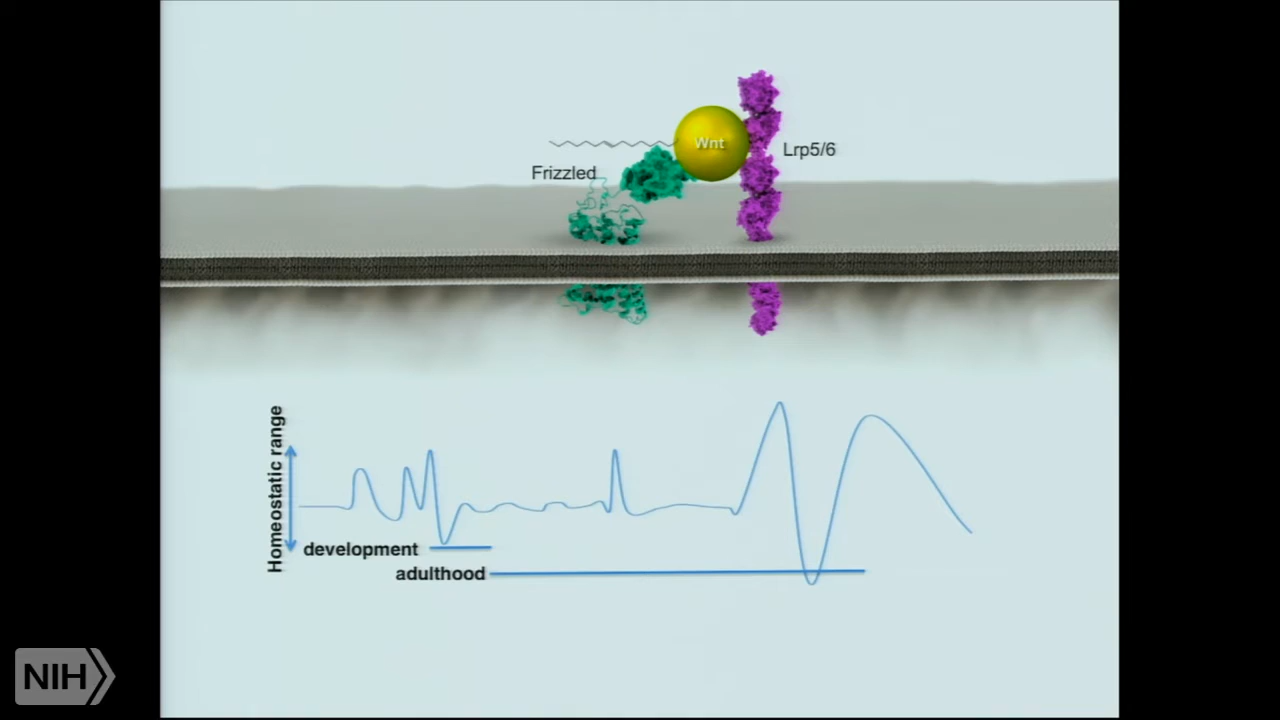 Wnt
Lrp5/6
Frizzled
Homeostatic range
development
adulthood
NIH